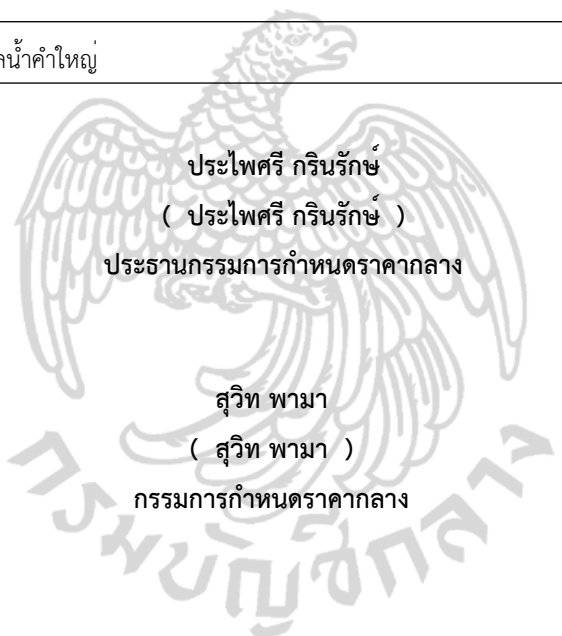 น้ำคำใหญ่
ประไพศรี กรินรักษ์
( ประไพศรี กรินรักษ์ )
ประธานกรรมการกำหนดราคากลาง
สุวิท พามา
( สุวิท พามา )
กรรมการกำหนดราคากลาง
กรมบัญชีกลาง